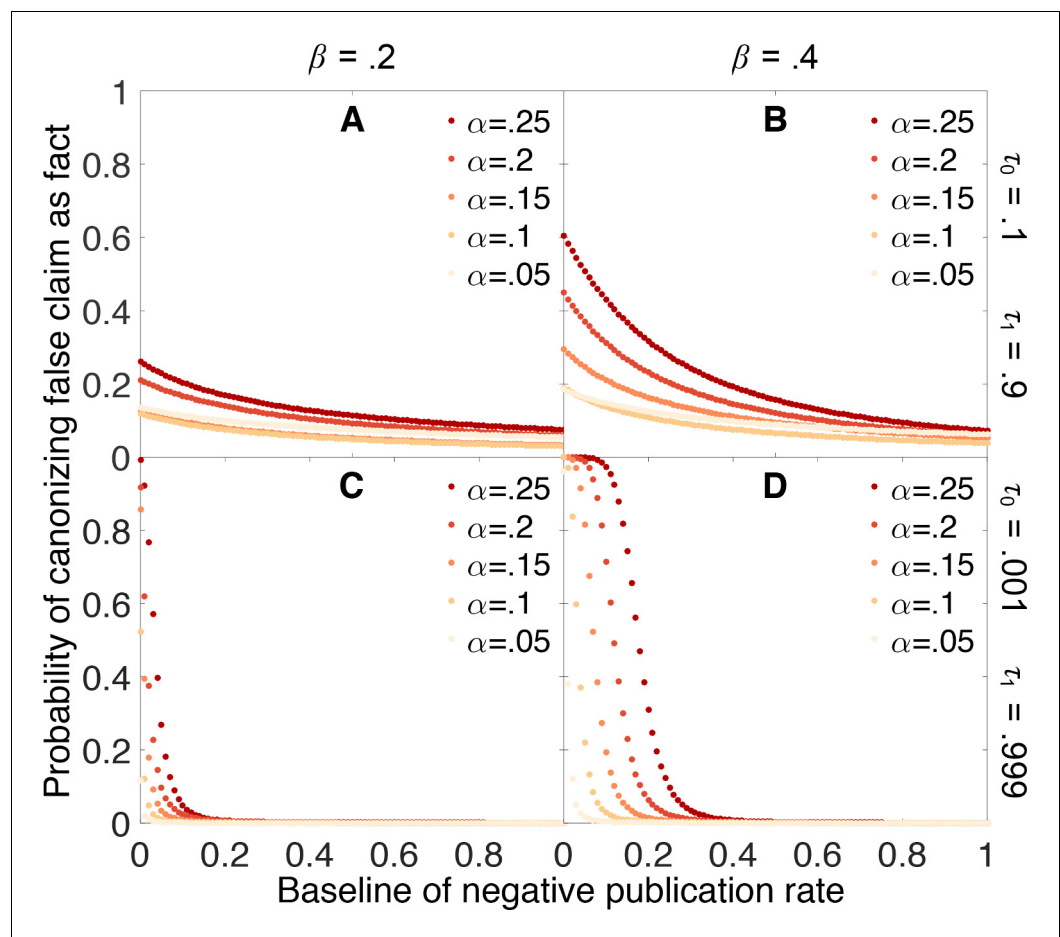 β = .2
β = .4
Probability of canonizing false claim as fact
1
0.8
0.6
0.4
0.2
0
A
α=.25
α=.2
α=.15
α=.1
α=.05
B
α=.25
α=.2
α=.15
α=.1
α=.05
τ₀ = .1 τ₁ = .9
0.8
0.6
0.4
0.2
0
C
α=.25
α=.2
α=.15
α=.1
α=.05
D
α=.25
α=.2
α=.15
α=.1
α=.05
τ₀ = .001 τ₁ = .999
0 0.2 0.4 0.6 0.8 0 0.2 0.4 0.6 0.8 1
Baseline of negative publication rate